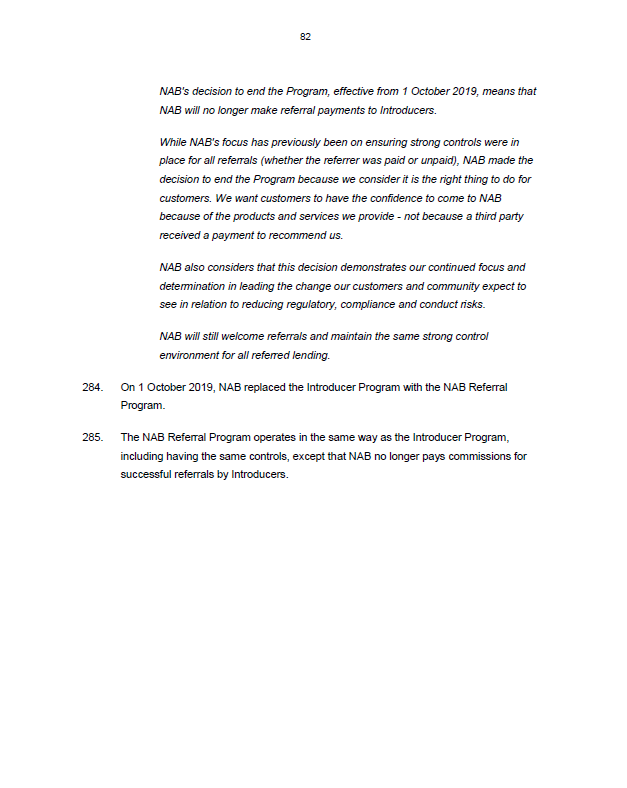 82
NAB's decision to end the Program, effective from 1 October 2019, means that
NAB will no longer make referral payments to Introducers.
While NAB's focus has previously been on ensuring strong controls were in
place for all referrals (whether the referrer was paid or unpaid), NAB made the
decision to end the Program because we consider it is the right thing to do for
customers. We want customers to have the confidence to come to NAB
because of the products and services we provide - not because a third party
received a payment to recommend us.
NAB also considers that this decision demonstrates our continued focus and
determination in leading the change our customers and community expect to
see in relation to reducing regulatory, compliance and conduct risks.
NAB will still welcome referrals and maintain the same strong control
environment for all referred lending.
284. On 1 October 2019, NAB replaced the Introducer Program with the NAB Referral
Program.
285. The NAB Referral Program operates in the same way as the Introducer Program,
including having the same controls, except that NAB no longer pays commissions for
successful referrals by Introducers.